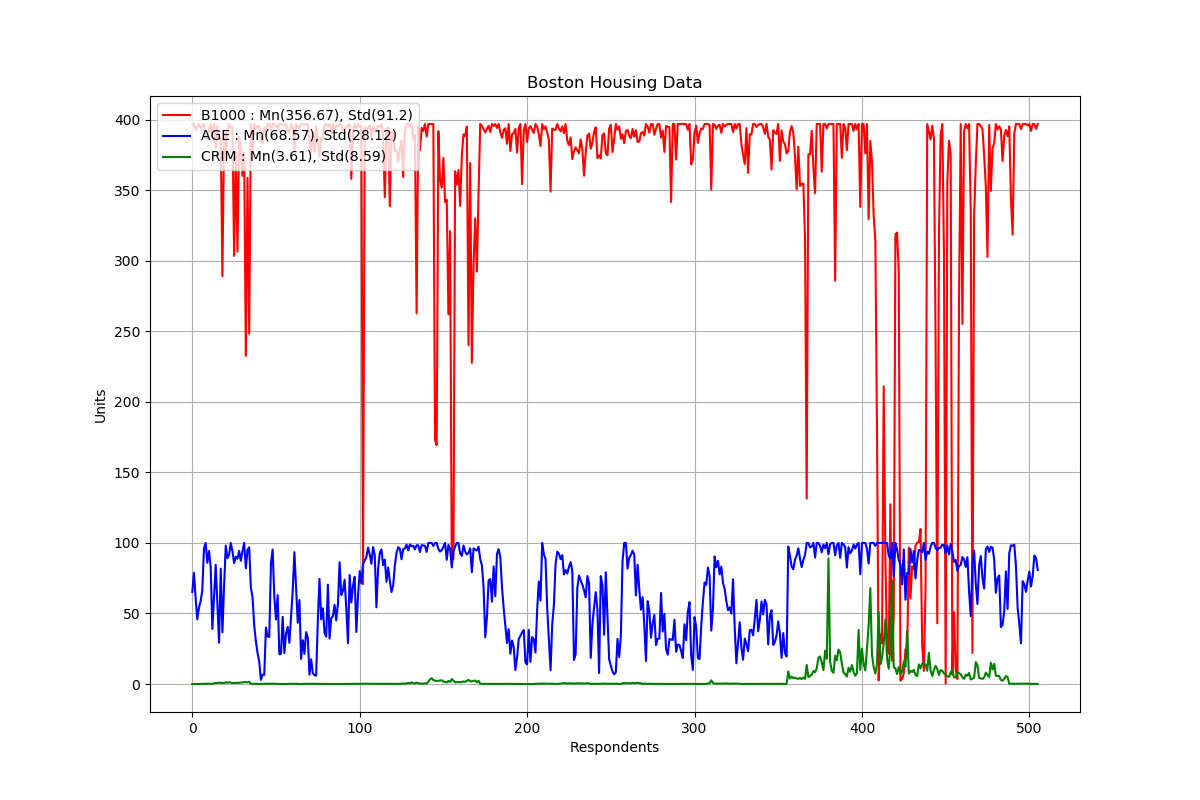 Boston Housing Data
B1000 : Mn(356.67), Std(91.2)
AGE : Mn(68.57), Std(28.12)
CRIM : Mn(3.61), Std(8.59)
400
350
300
250
200
150
100
50
0
Units
0 100 200 300 400 500
Respondents